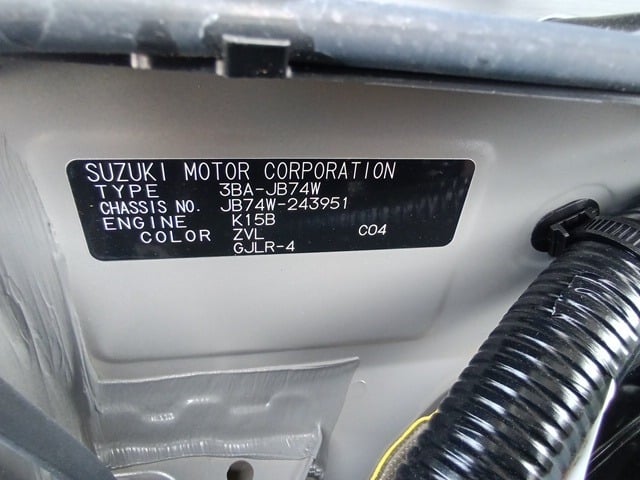 SUZUKI MOTOR CORPORATION
TYPE 3BA-JB74W
CHASSIS NO. JB74W-243951
ENGINE K15B
COLOR ZVL C04
GJLR-4